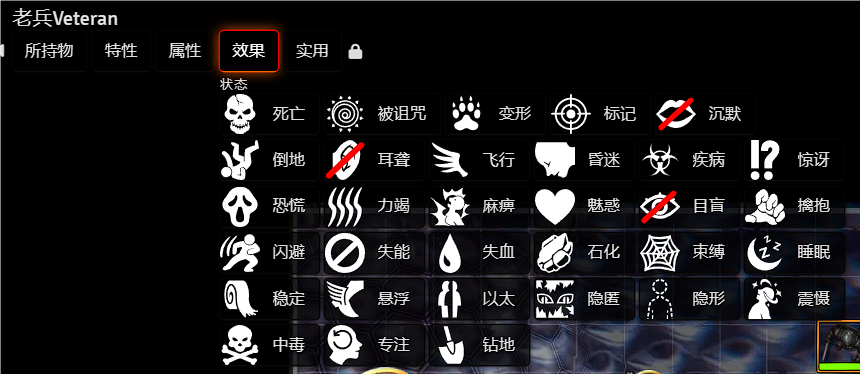 老兵Veteran
所持物 特性 属性 效果 实用
状态
死亡 被诅咒 变形 标记 沉默
倒地 耳聋 飞行 昏迷 疾病 惊讶
恐慌 力竭 麻痹 魅惑 目盲 擒抱
闪避 失能 失血 石化 束缚 睡眠
稳定 悬浮 以太 隐匿 隐形 震慑
中毒 专注 钻地